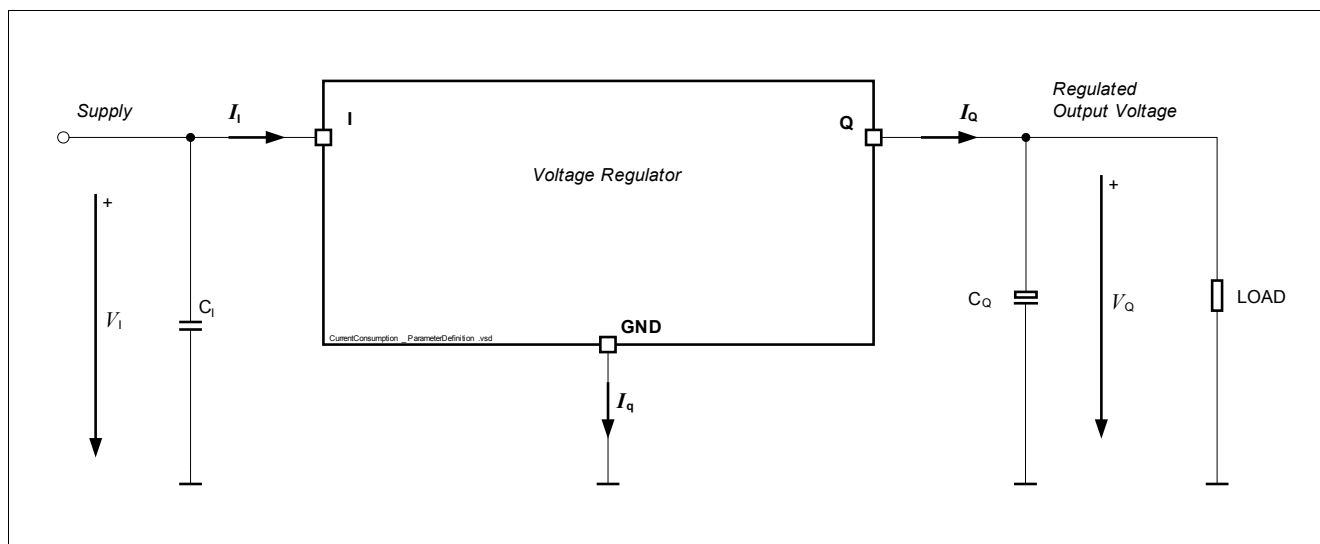 Supply
I_I
I
Q
I_Q
Regulated
Output Voltage
Voltage Regulator
+
+
V_I
C_I
C_Q
V_Q
LOAD
GND
CurrentConsumption _ ParameterDefinition .vsd
I_q